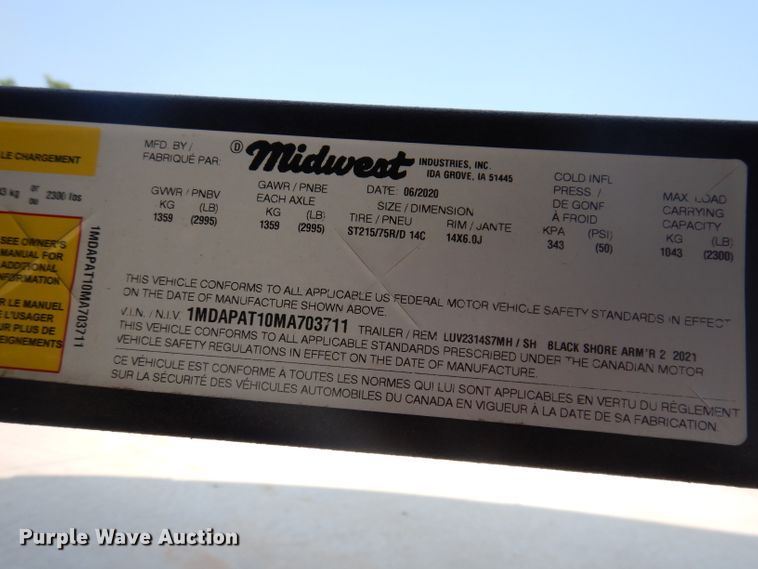 LE CHARGEMENT
kg or ou 2300 lbs
SEE OWNER'S
MANUAL FOR
ADDITIONAL
INFORMATION
LE MANUEL
L'USAGER
PLUS DE
1MDAPAT10MA703711
MFD. BY /
FABRIQUÉ PAR:
D Midwest INDUSTRIES, INC.
IDA GROVE, IA 51445
GVWR / PNBV
KG (LB)
1359 (2995)
GAWR / PNBE
EACH AXLE
KG (LB)
1359 (2995)
DATE: 06/2020
SIZE / DIMENSION
TIRE / PNEU RIM / JANTE
ST215/75R/D 14C 14X6.0J
COLD INFL
PRESS /
DE GONF
À FROID
KPA (PSI)
343 (50)
MAX LOAD
CARRYING
CAPACITY
KG (LB)
1043 (2300)
THIS VEHICLE CONFORMS TO ALL APPLICABLE US FEDERAL MOTOR VEHICLE SAFETY STANDARDS IN EFFECT
ON THE DATE OF MANUFACTURE SHOWN ABOVE.
V.I.N. / N.I.V. 1MDAPAT10MA703711 TRAILER / REM LUV2314S7MH / SH BLACK SHORE ARM'R 2 2021
THIS VEHICLE CONFORMS TO ALL APPLICABLE STANDARDS PRESCRIBED UNDER THE CANADIAN MOTOR
VEHICLE SAFETY REGULATIONS IN EFFECT ON THE DATE OF MANUFACTURE.
CE VÉHICULE EST CONFORME À TOUTES LES NORMES QUI LUI SONT APPLICABLES EN VERTU DU RÈGLEMENT
SUR LA SÉCURITÉ DES VÉHICULES AUTOMOBILES DU CANADA EN VIGUEUR À LA DATE DE SA FABRICATION.
Purple Wave Auction